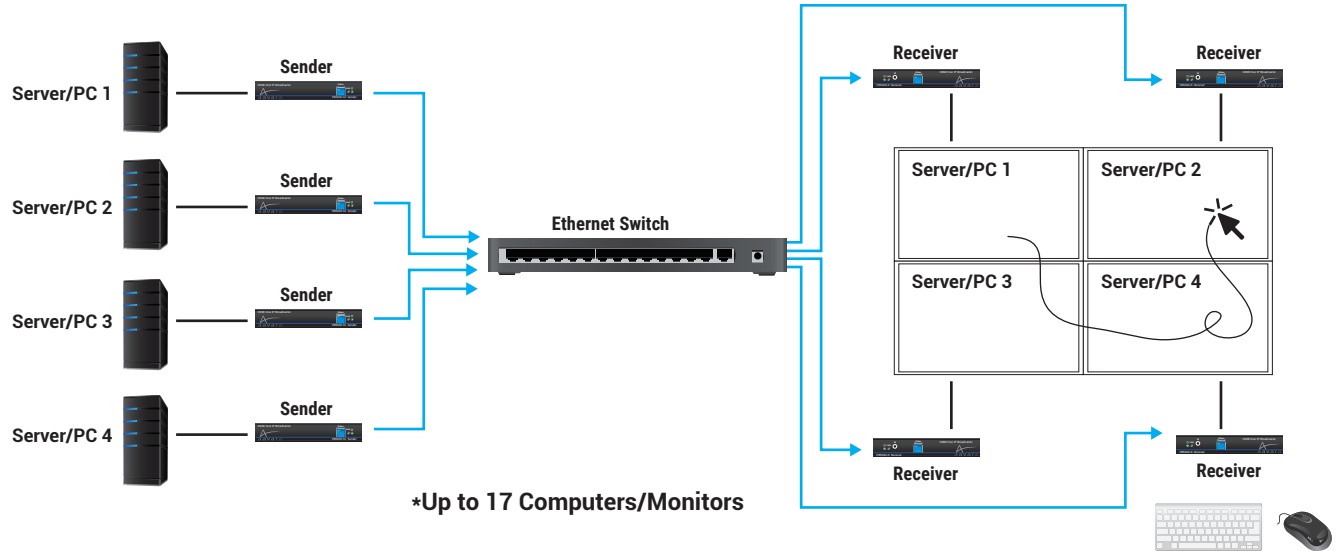 Server/PC 1
Sender
Server/PC 2
Sender
Server/PC 3
Sender
Server/PC 4
Sender
Ethernet Switch
Receiver
Receiver
Server/PC 1
Server/PC 2
Server/PC 3
Server/PC 4
Receiver
Receiver
*Up to 17 Computers/Monitors